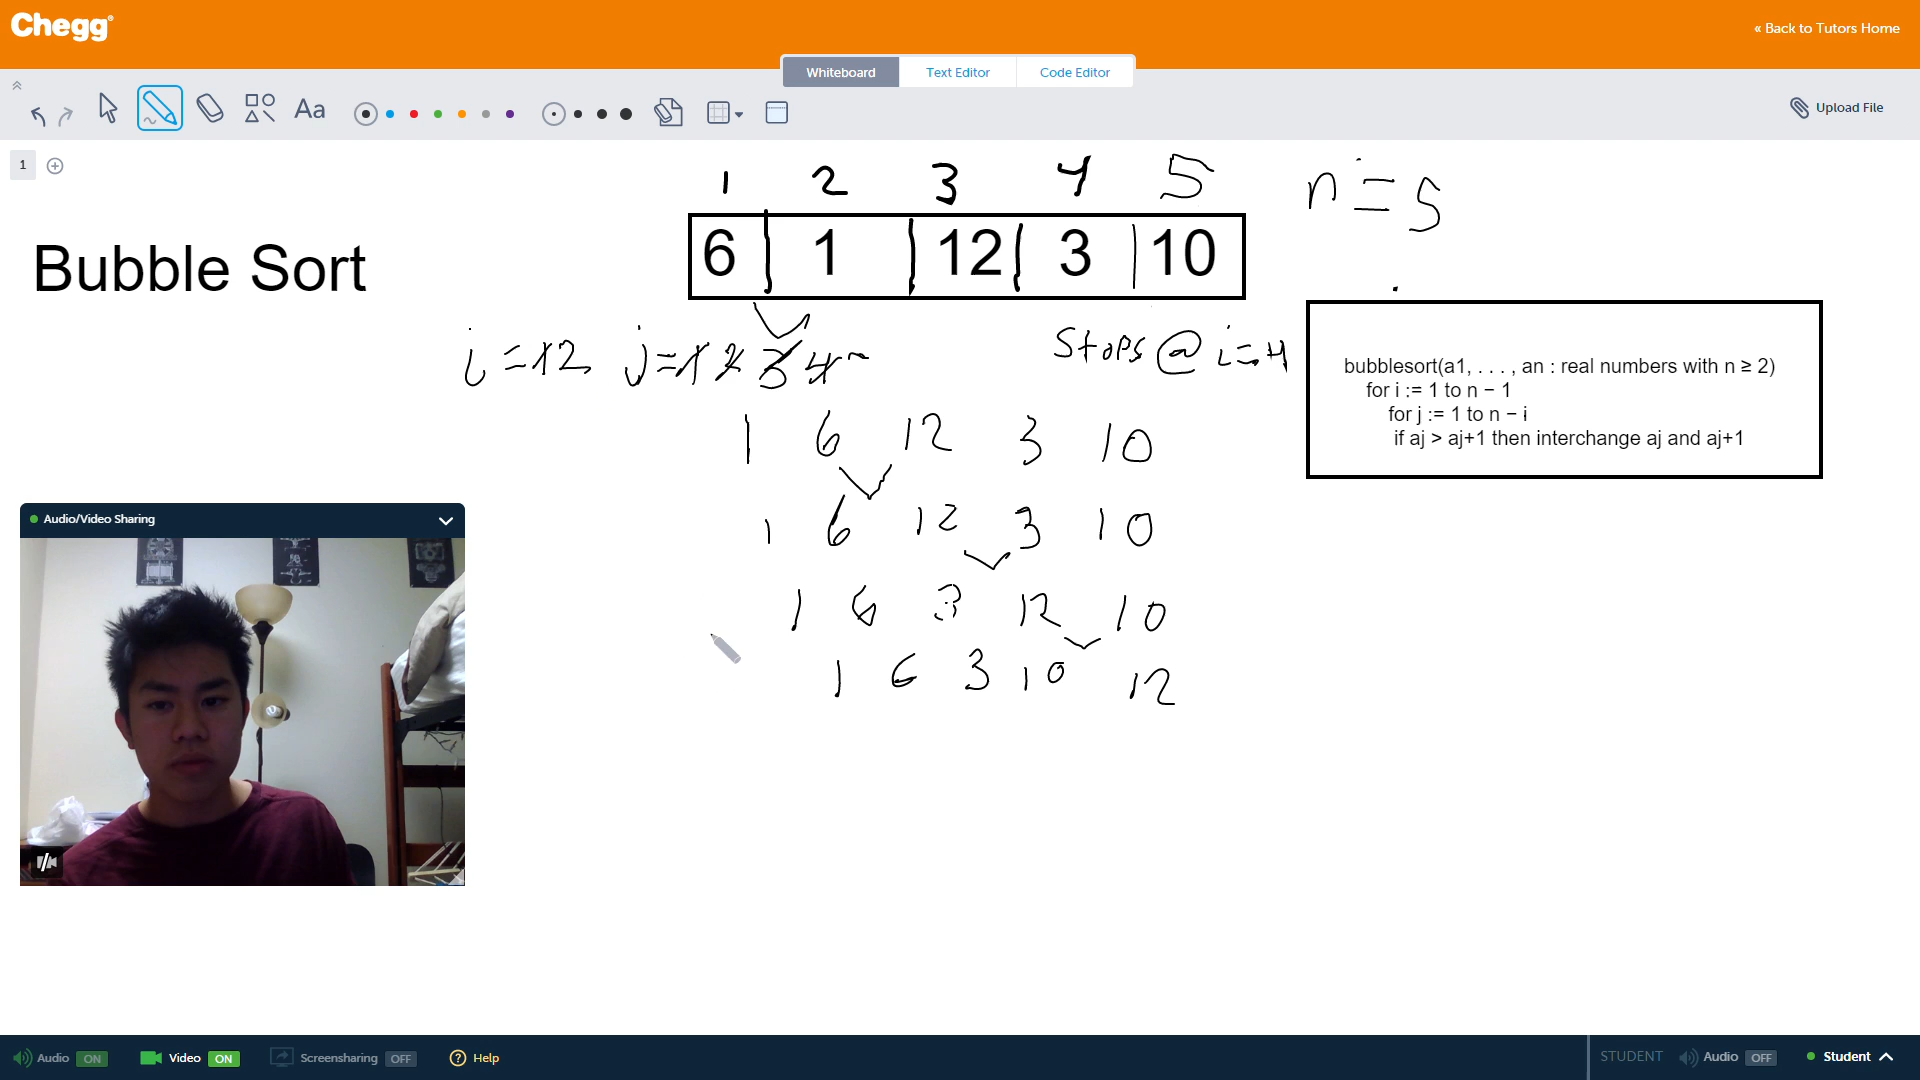 Chegg
« Back to Tutors Home
Whiteboard Text Editor Code Editor
Aa
Upload File
1
1 2 3 4 5 n = 5
6 1 12 3 10
Bubble Sort
i = 1 2 j = 1 2 3 4 Stops @ i = 4
bubblesort(a1, . . . , an : real numbers with n ≥ 2)
for i := 1 to n − 1
for j := 1 to n − i
if aj > aj+1 then interchange aj and aj+1
1 6 12 3 10
1 6 12 3 10
1 6 3 12 10
1 6 3 10 12
Audio/Video Sharing
Audio ON Video ON Screensharing OFF ? Help
STUDENT Audio OFF Student